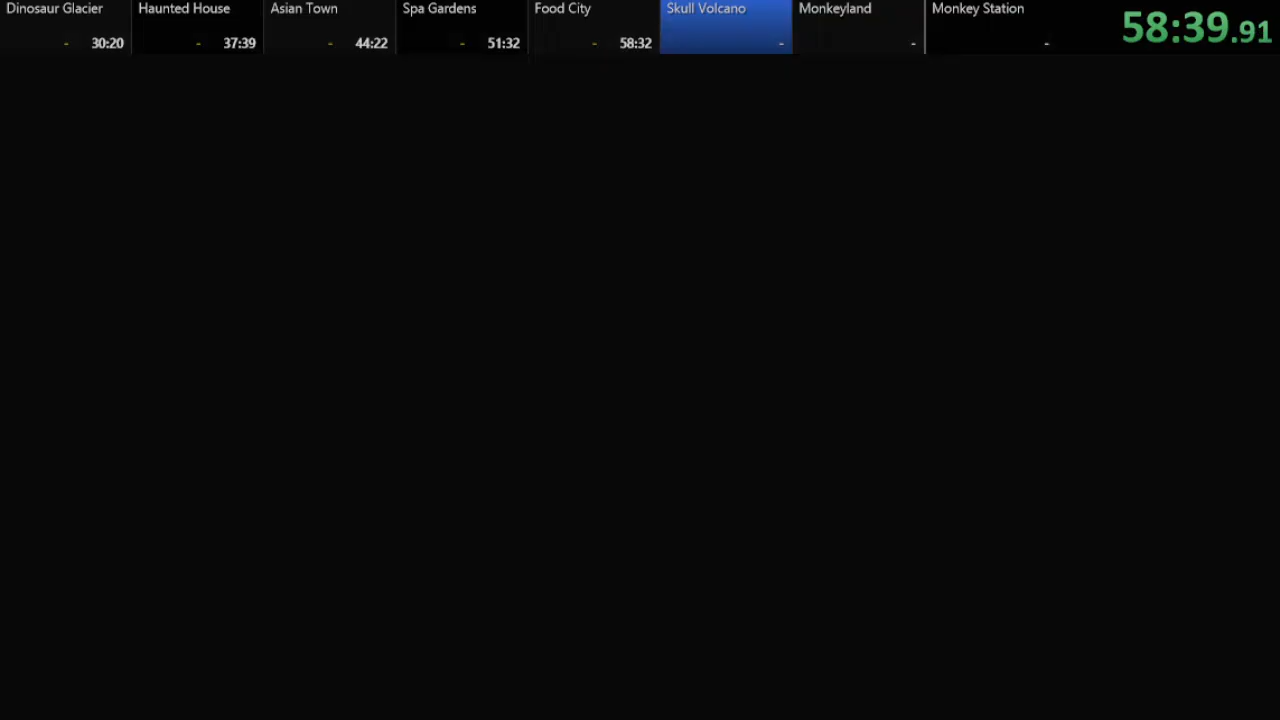 Dinosaur Glacier Haunted House Asian Town Spa Gardens Food City Skull Volcano Monkeyland Monkey Station 58:39.91
- 30:20 - 37:39 - 44:22 - 51:32 - 58:32 - - -